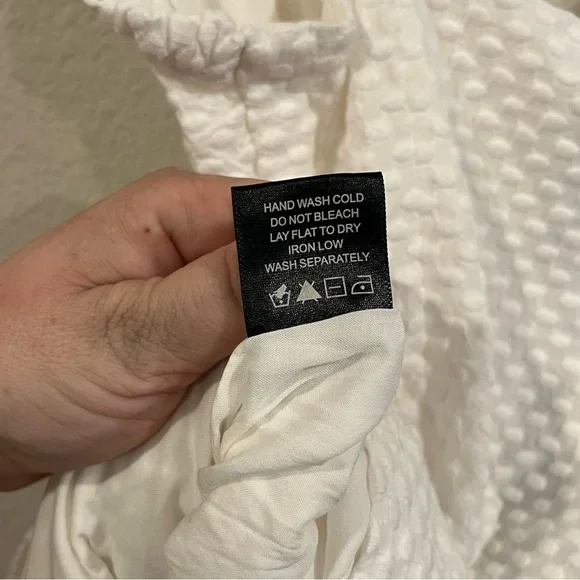 HAND WASH COLD
DO NOT BLEACH
LAY FLAT TO DRY
IRON LOW
WASH SEPARATELY